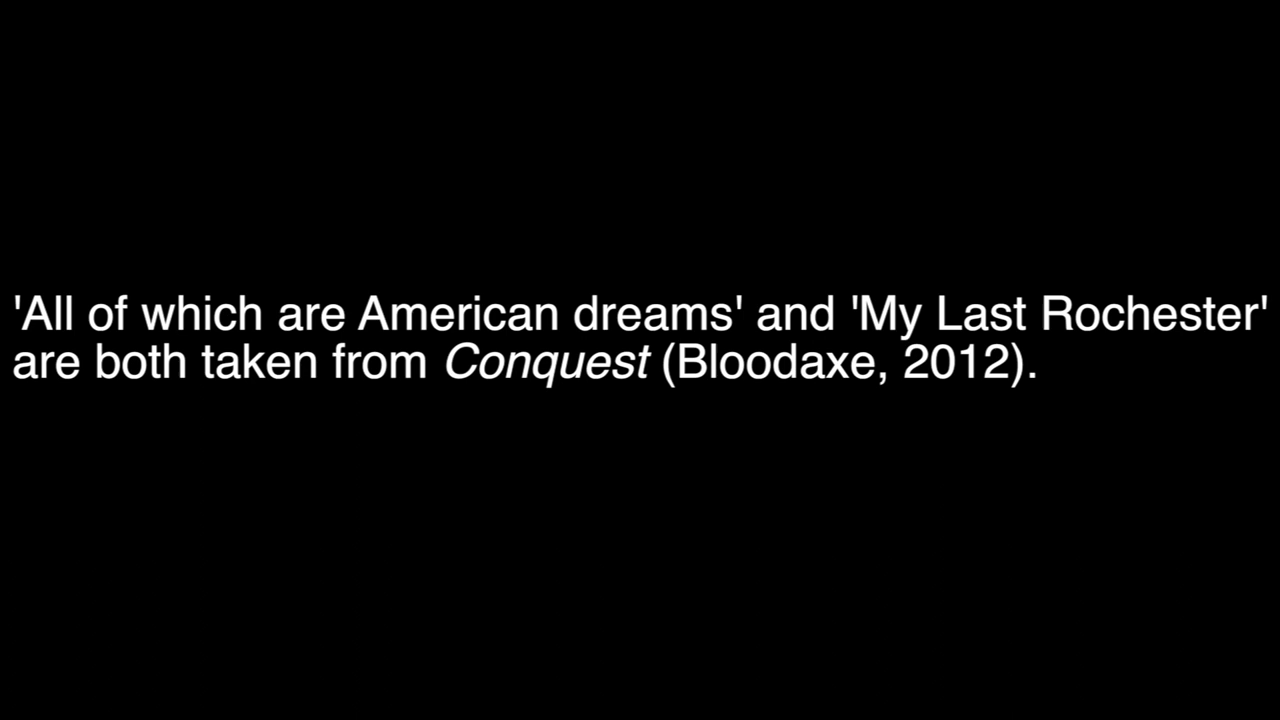 'All of which are American dreams' and 'My Last Rochester'
are both taken from Conquest (Bloodaxe, 2012).